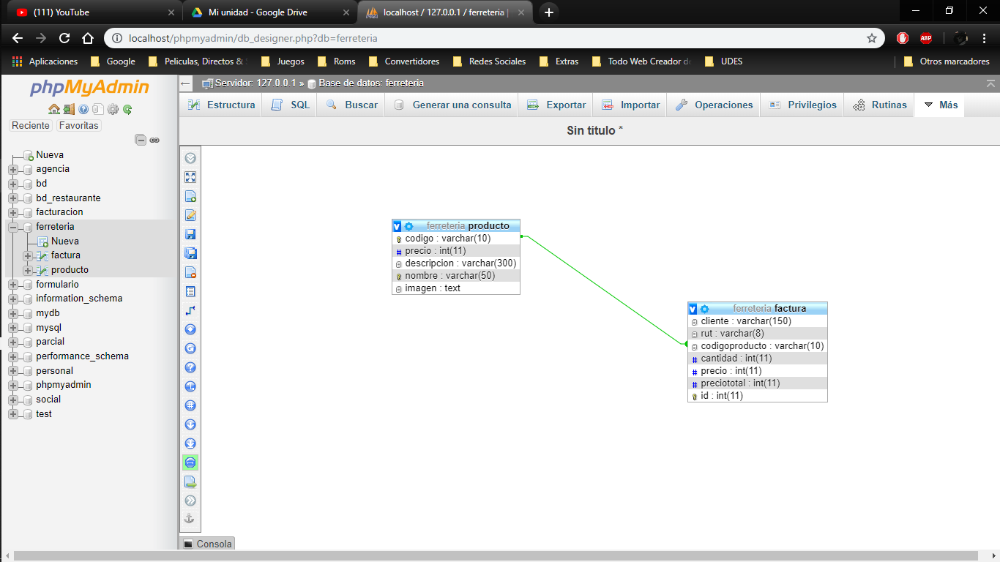 (111) YouTube
Mi unidad - Google Drive
localhost / 127.0.0.1 / ferreteria |
localhost/phpmyadmin/db_designer.php?db=ferreteria
ABP
Aplicaciones
Google
Peliculas, Directos &
Juegos
Roms
Convertidores
Redes Sociales
Extras
Todo Web Creador de
UDES
Otros marcadores
phpMyAdmin
Reciente
Favoritas
Nueva
agencia
bd
bd_restaurante
facturacion
ferreteria
Nueva
factura
producto
formulario
information_schema
mydb
mysql
parcial
performance_schema
personal
phpmyadmin
social
test
Servidor: 127.0.0.1 » Base de datos: ferreteria
Estructura
SQL
Buscar
Generar una consulta
Exportar
Importar
Operaciones
Privilegios
Rutinas
Más
Sin título *
v ferreteria producto
codigo : varchar(10)
# precio : int(11)
descripcion : varchar(300)
nombre : varchar(50)
imagen : text
v ferreteria factura
cliente : varchar(150)
rut : varchar(8)
codigoproducto : varchar(10)
# cantidad : int(11)
# precio : int(11)
# preciototal : int(11)
id : int(11)
Consola